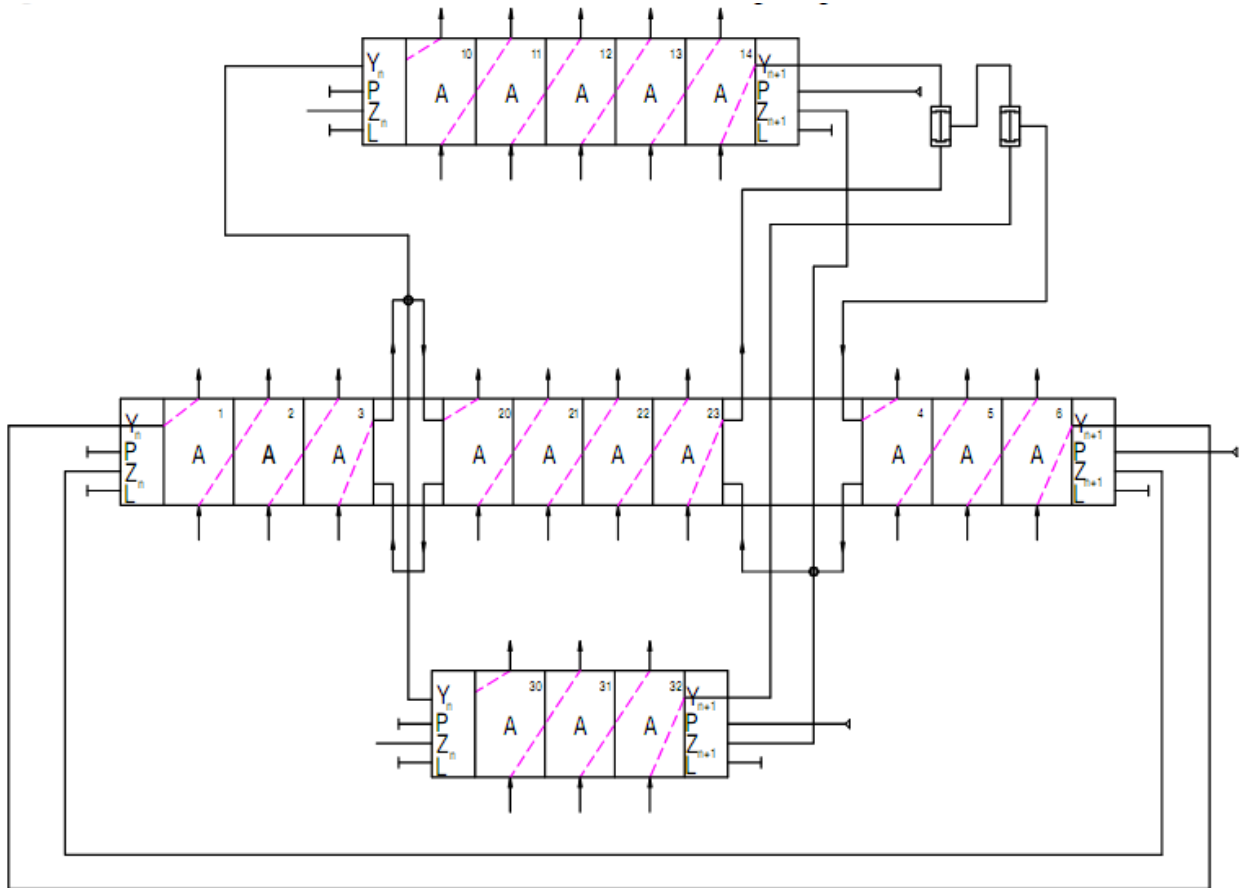 10 11 12 13 14
Yn A A A A A Yn+1
P P
Zn Zn+1
L L
1 2 3 20 21 22 23 4 5 6
Yn Yn+1
P A A A A A A A A A A P
Zn Zn+1
L L
30 31 32
Yn Yn+1
P A A A P
Zn Zn+1
L L